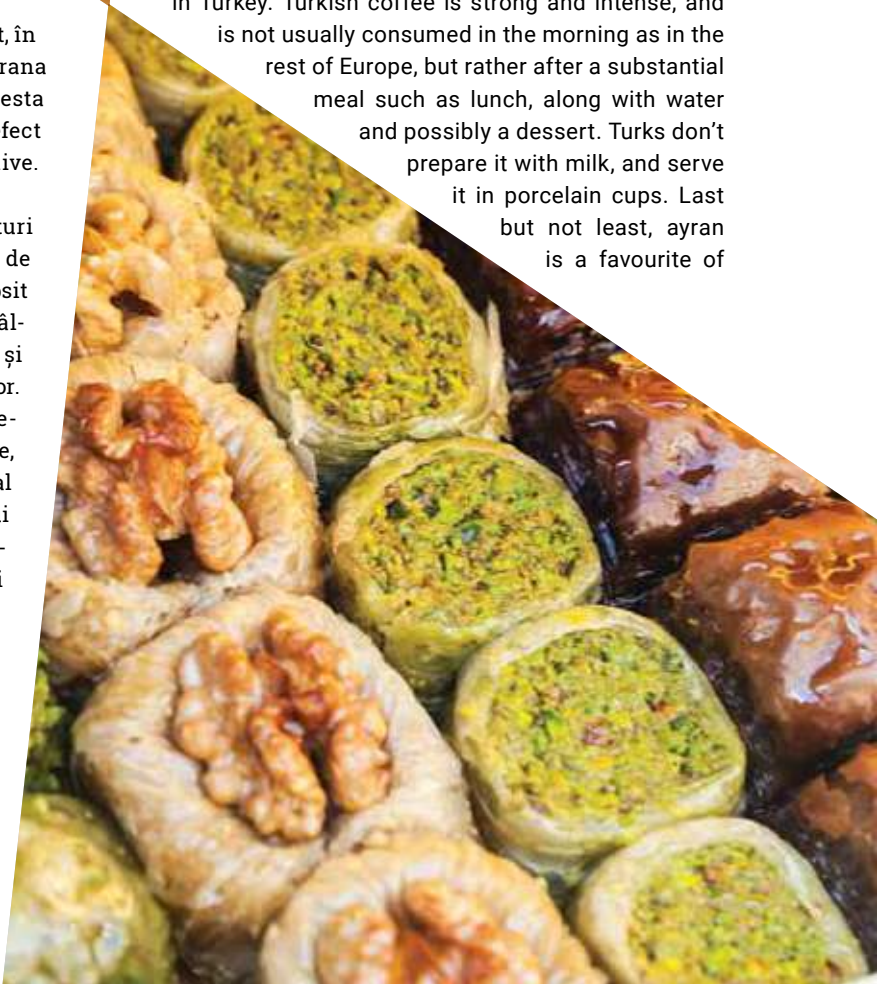 t, în
rana
esta
fect
ive.
turi
de
sit
âl-
și
or.
e-
e,
al
i
-
i
in Turkey. Turkish coffee is strong and intense, and
is not usually consumed in the morning as in the
rest of Europe, but rather after a substantial
meal such as lunch, along with water
and possibly a dessert. Turks don’t
prepare it with milk, and serve
it in porcelain cups. Last
but not least, ayran
is a favourite of